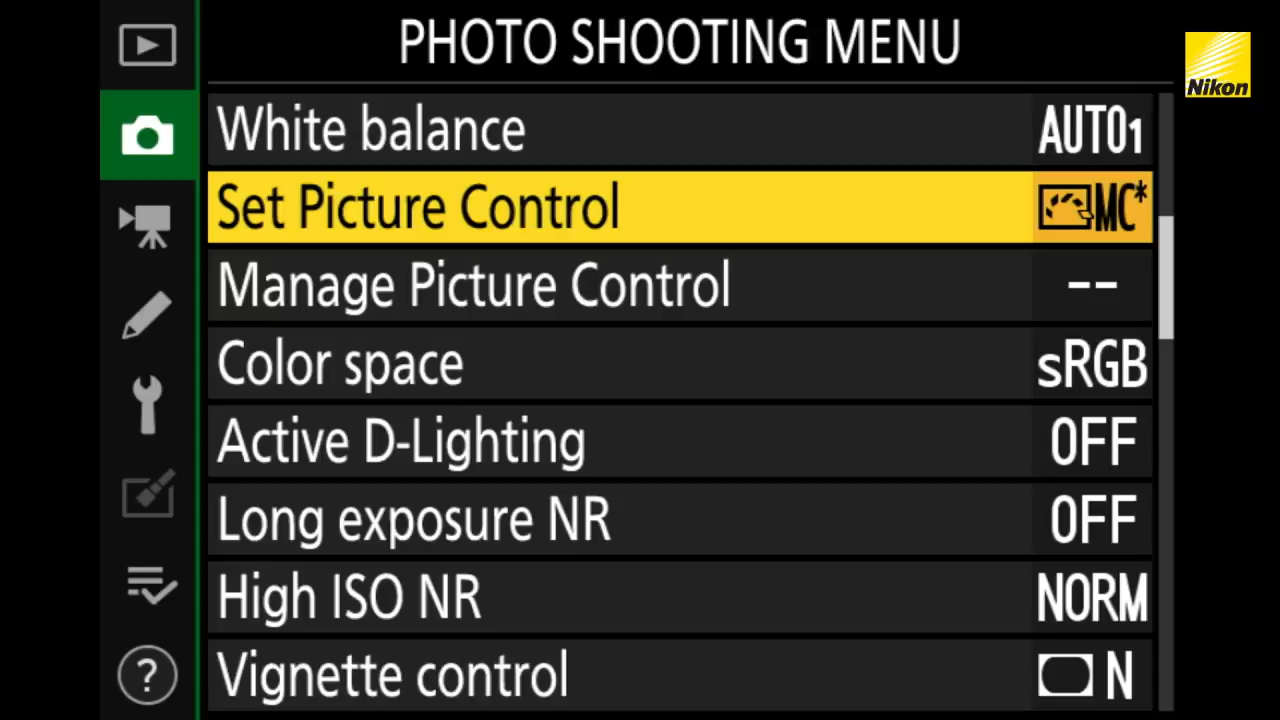 PHOTO SHOOTING MENU
Nikon
White balance AUTO1
Set Picture Control MC*
Manage Picture Control --
Color space sRGB
Active D-Lighting OFF
Long exposure NR OFF
High ISO NR NORM
Vignette control N
?